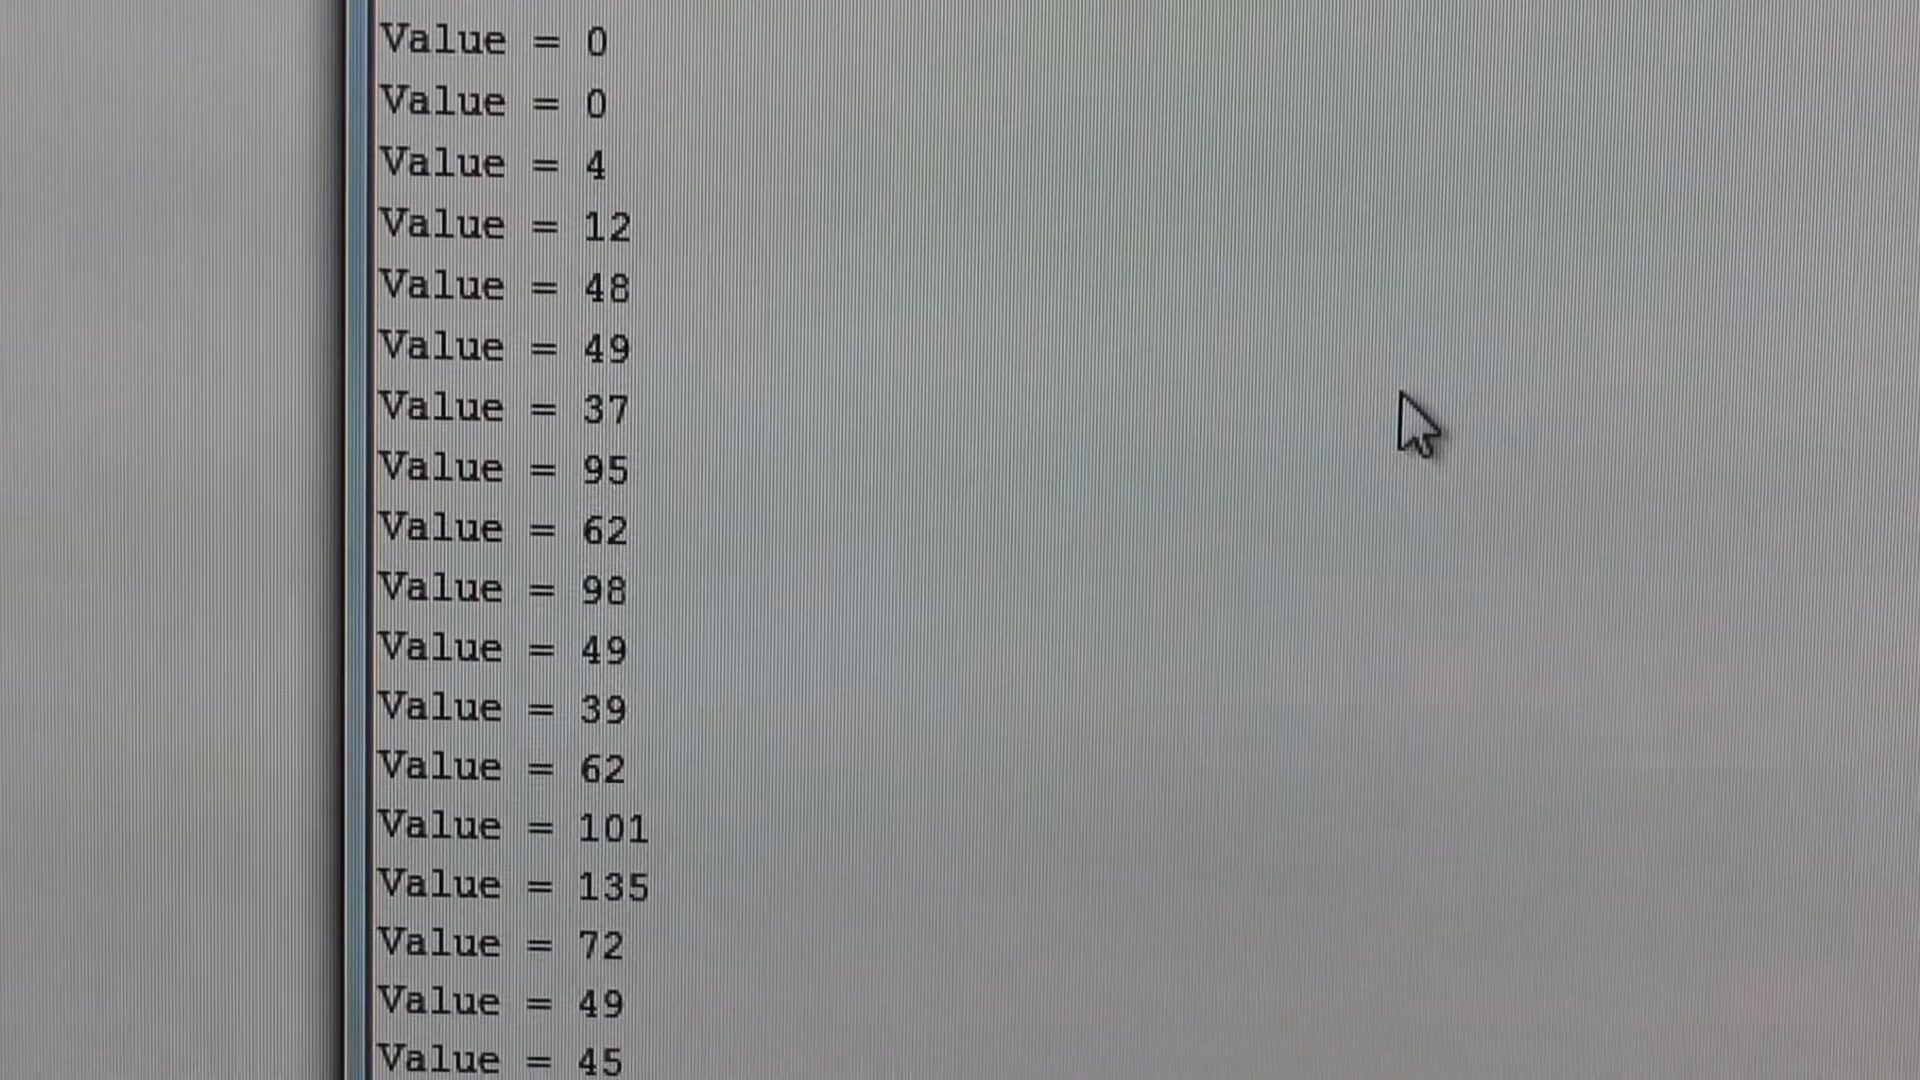 Value = 0
Value = 0
Value = 4
Value = 12
Value = 48
Value = 49
Value = 37
Value = 95
Value = 62
Value = 98
Value = 49
Value = 39
Value = 62
Value = 101
Value = 135
Value = 72
Value = 49
Value = 45